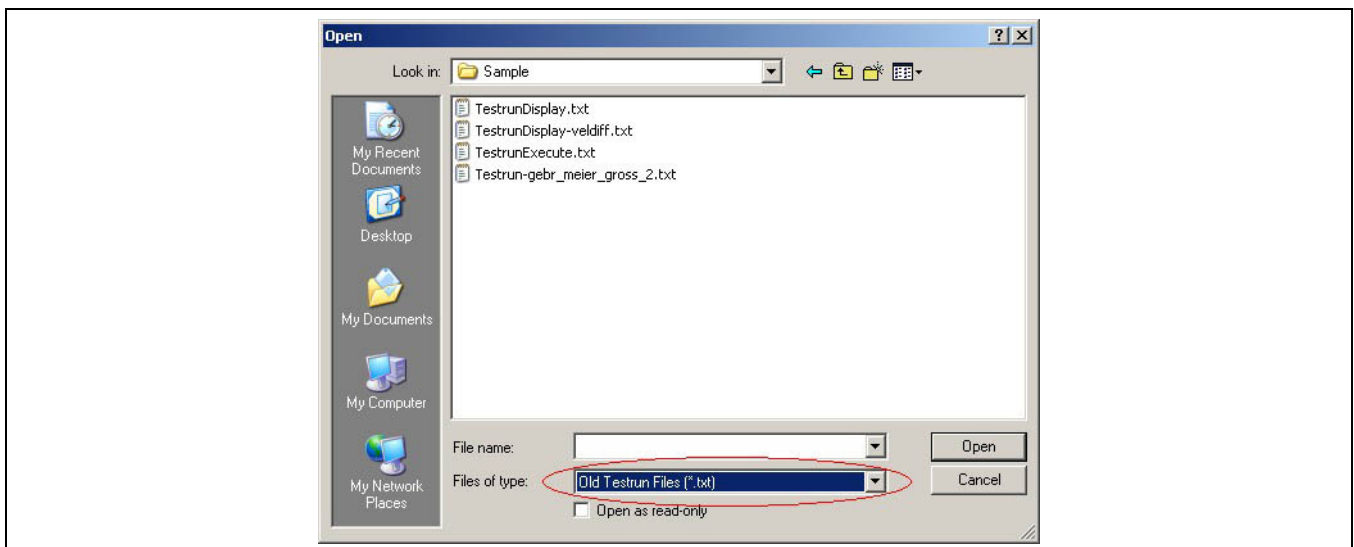 Open
Look in: Sample
TestrunDisplay.txt
TestrunDisplay-veldiff.txt
TestrunExecute.txt
Testrun-gebr_meier_gross_2.txt
My Recent
Documents
Desktop
My Documents
My Computer
My Network
Places
File name:
Open
Files of type: Old Testrun Files (*.txt)
Cancel
Open as read-only